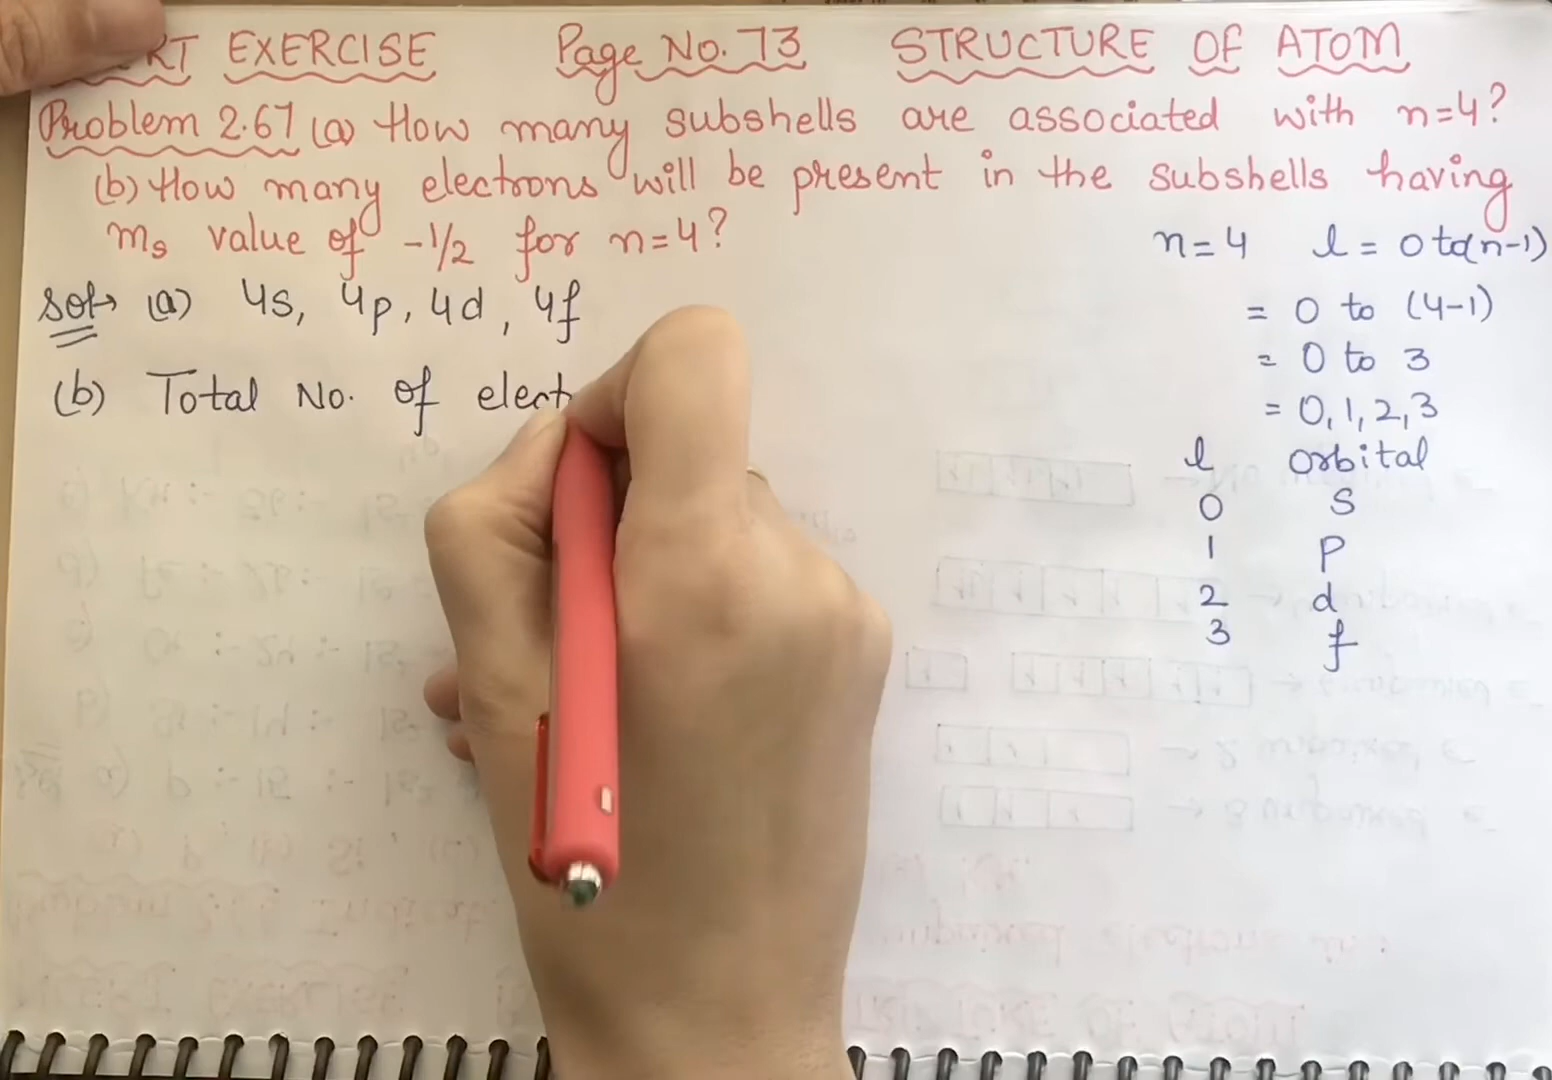 RT EXERCISE Page No. 73 STRUCTURE OF ATOM
Problem 2.67 (a) How many subshells are associated with n=4?
(b) How many electrons will be present in the subshells having
ms value of -1/2 for n=4?
n=4 l = 0 to(n-1)
Sol→ (a) 4s, 4p, 4d, 4f
= 0 to (4-1)
= 0 to 3
(b) Total No. of elect
= 0, 1, 2, 3
l orbital
0 s
1 p
2 d
3 f